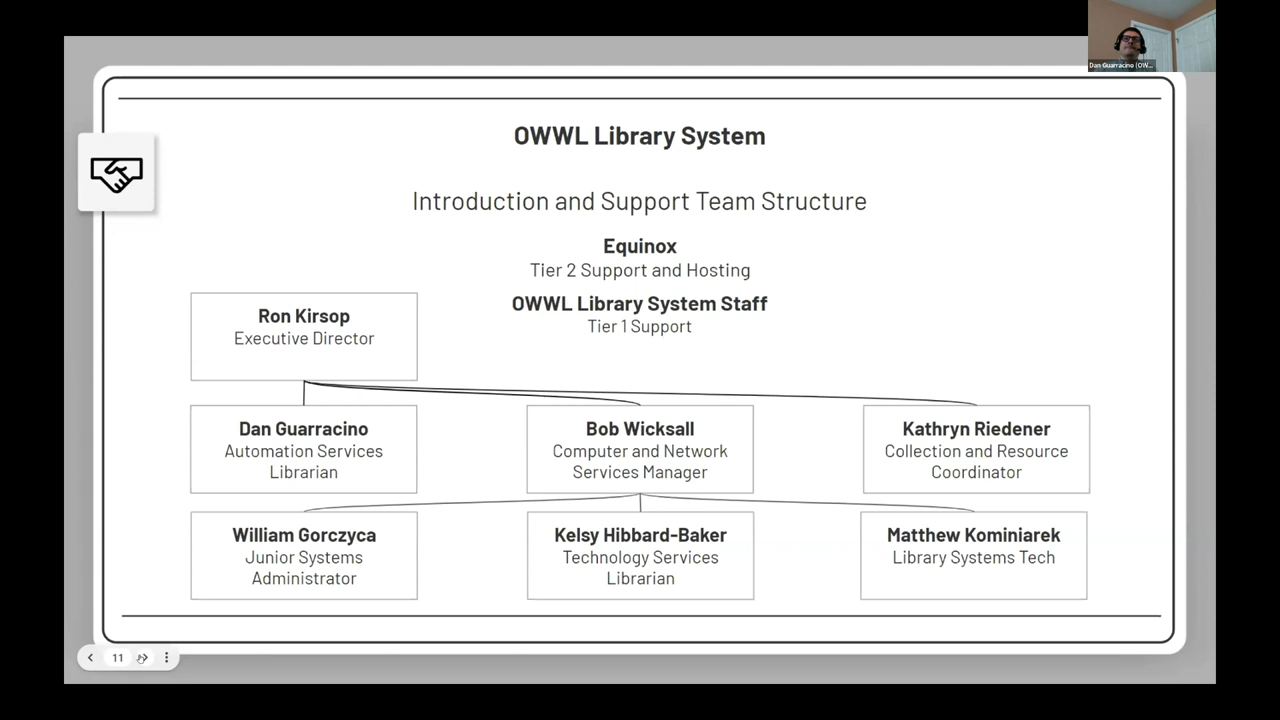 Dan Guarracino (OW...
OWWL Library System
Introduction and Support Team Structure
Equinox
Tier 2 Support and Hosting
OWWL Library System Staff
Tier 1 Support
Ron Kirsop
Executive Director
Dan Guarracino
Automation Services
Librarian
Bob Wicksall
Computer and Network
Services Manager
Kathryn Riedener
Collection and Resource
Coordinator
William Gorczyca
Junior Systems
Administrator
Kelsy Hibbard-Baker
Technology Services
Librarian
Matthew Kominiarek
Library Systems Tech
11